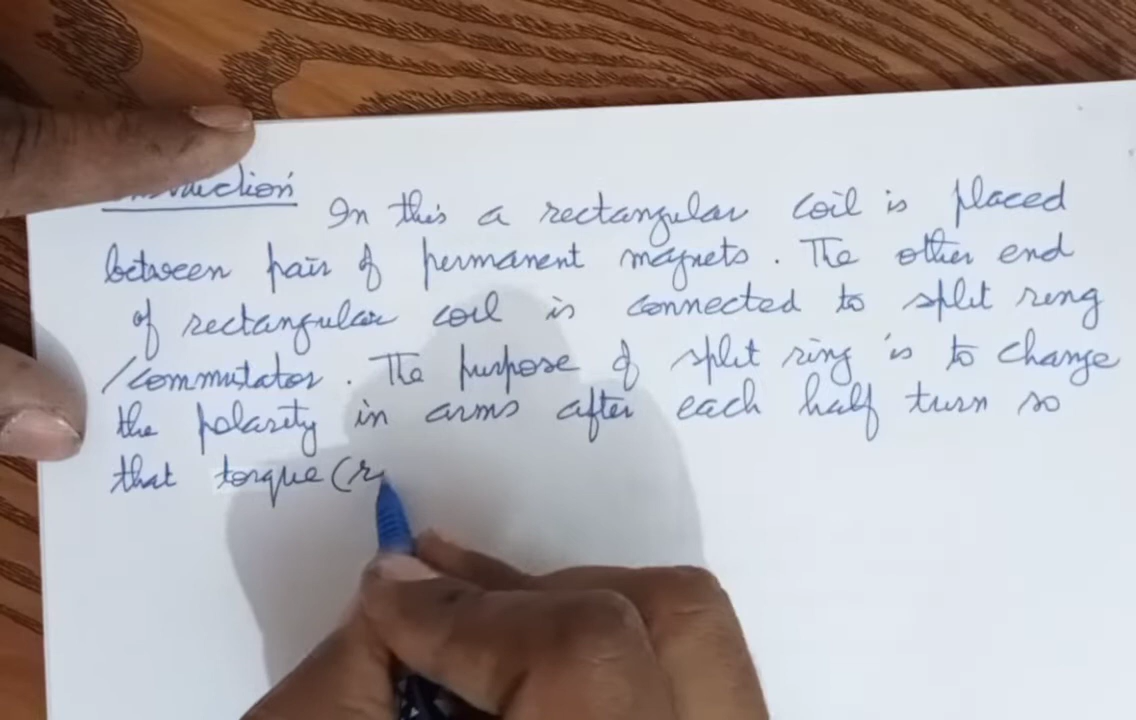 In this a rectangular coil is placed
between pair of permanent magnets. The other end
of rectangular coil is connected to split ring
/commutator. The purpose of split ring is to change
the polarity in arms after each half turn so
that torque (r